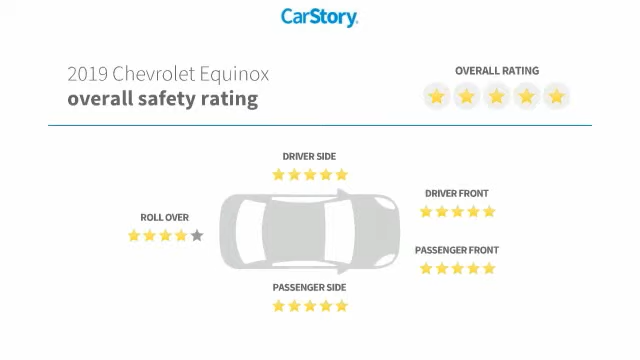 CarStory.
2019 Chevrolet Equinox
overall safety rating
OVERALL RATING
DRIVER SIDE
DRIVER FRONT
ROLL OVER
PASSENGER FRONT
PASSENGER SIDE